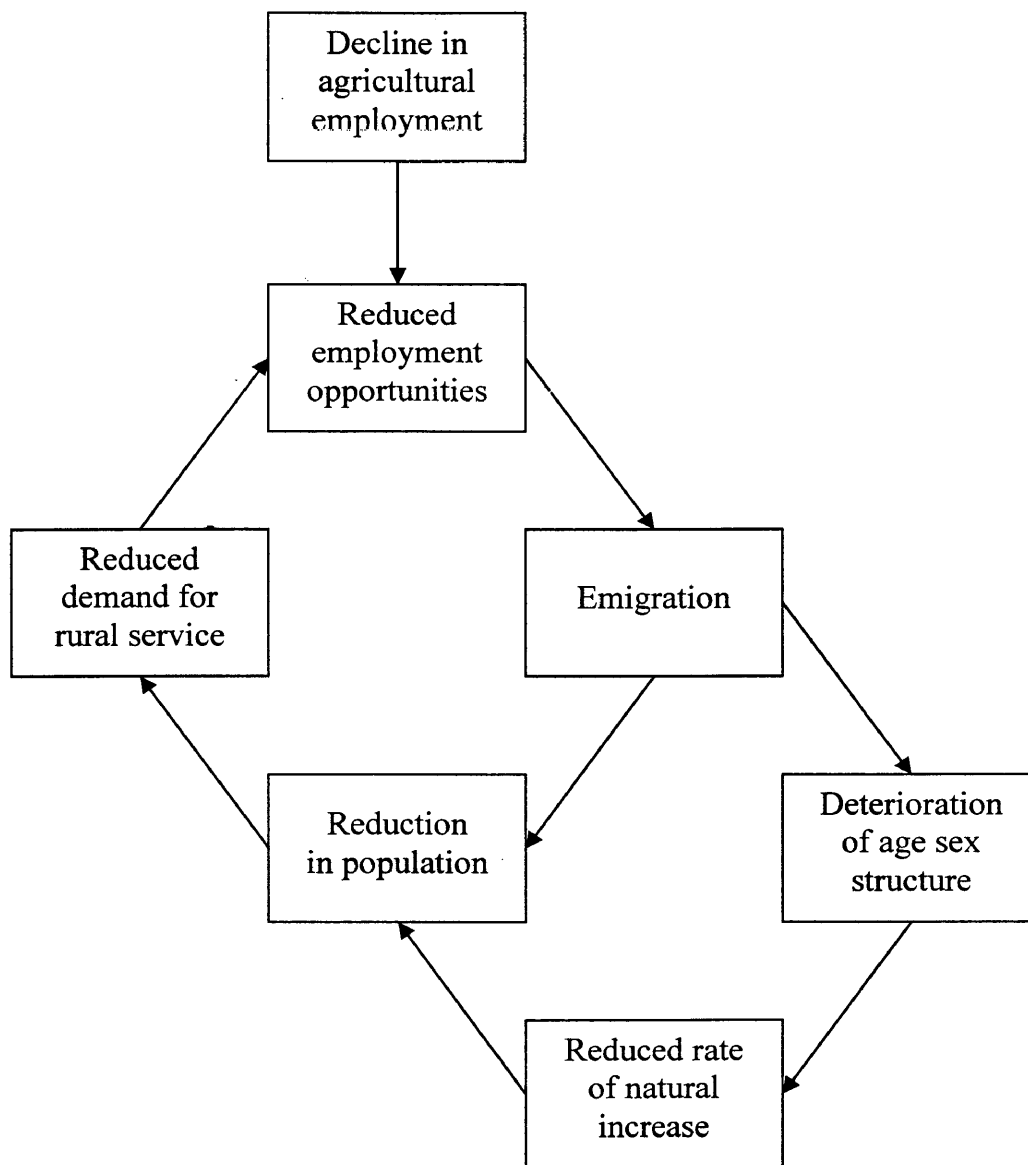 Decline in
agricultural
employment
Reduced
employment
opportunities
Reduced
demand for
rural service
Emigration
Reduction
in population
Deterioration
of age sex
structure
Reduced rate
of natural
increase